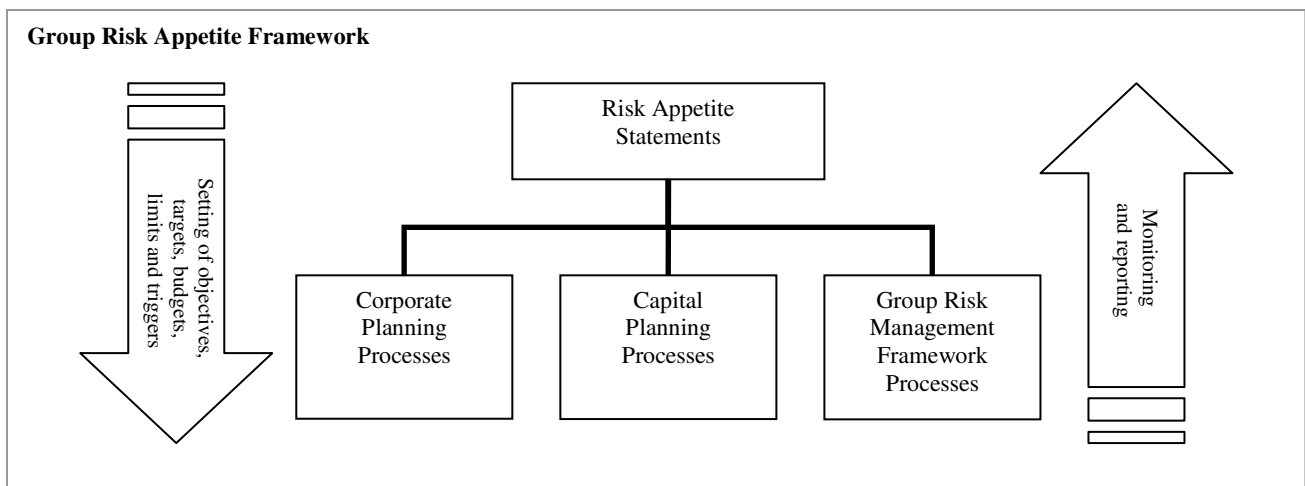 Group Risk Appetite Framework
Setting of objectives,
targets, budgets,
limits and triggers
Risk Appetite
Statements
Monitoring
and reporting
Corporate
Planning
Processes
Capital
Planning
Processes
Group Risk
Management
Framework
Processes